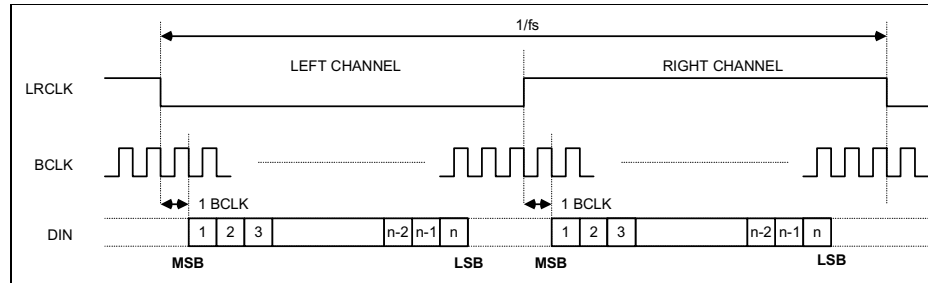 1/fs
LEFT CHANNEL RIGHT CHANNEL
LRCLK
BCLK
1 BCLK 1 BCLK
DIN 1 2 3 n-2 n-1 n 1 2 3 n-2 n-1 n
MSB LSB MSB LSB